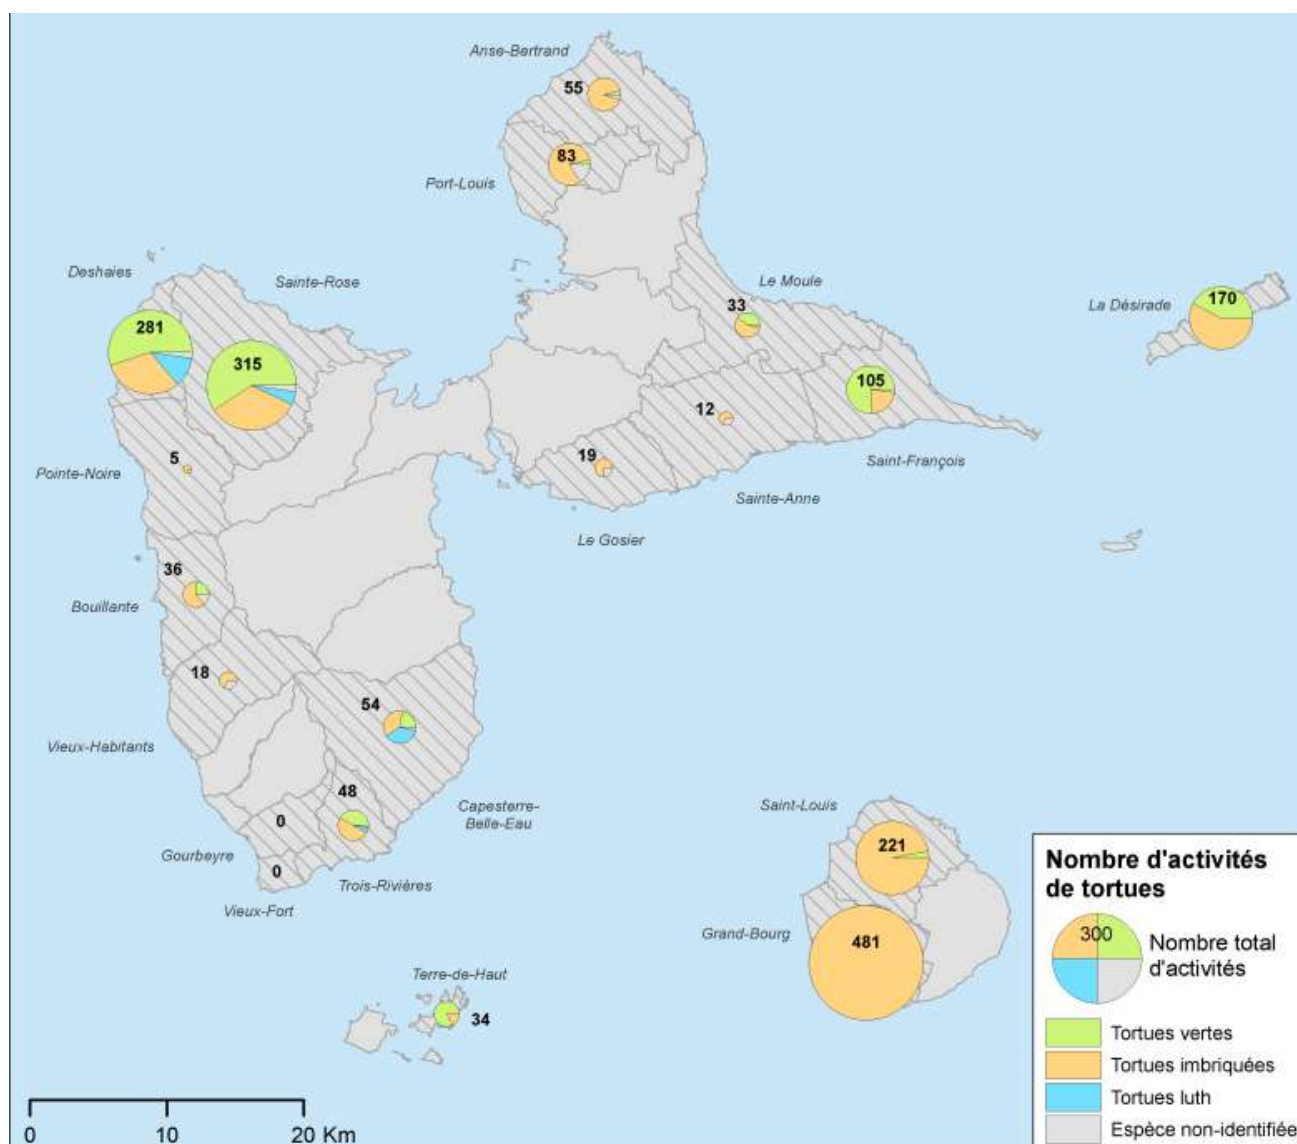 Anse-Bertrand
55
83
Port-Louis
Deshaies
Sainte-Rose
Le Moule
33
La Désirade
170
281
315
105
12
19
5
Pointe-Noire
Saint-François
Sainte-Anne
Le Gosier
36
Bouillante
18
54
Vieux-Habitants
48
0
Capesterre-
Belle-Eau
Gourbeyre
0
Trois-Rivières
Vieux-Fort
Saint-Louis
221
Grand-Bourg
481
Terre-de-Haut
34
Nombre d'activités
de tortues
300
Nombre total
d'activités
Tortues vertes
Tortues imbriquées
Tortues luth
Espèce non-identifiée
0 10 20 Km